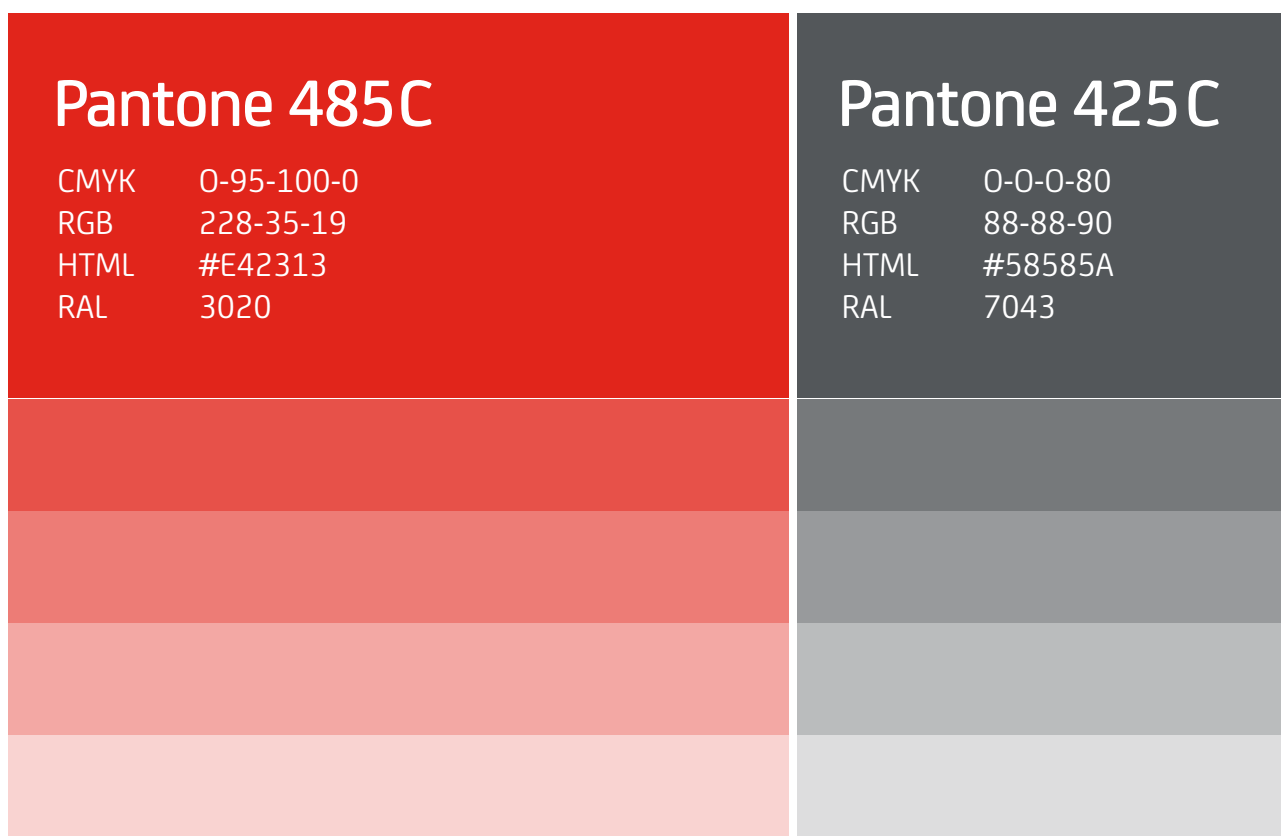 Pantone 485C
CMYK 0-95-100-0
RGB 228-35-19
HTML #E42313
RAL 3020
Pantone 425C
CMYK 0-0-0-80
RGB 88-88-90
HTML #58585A
RAL 7043